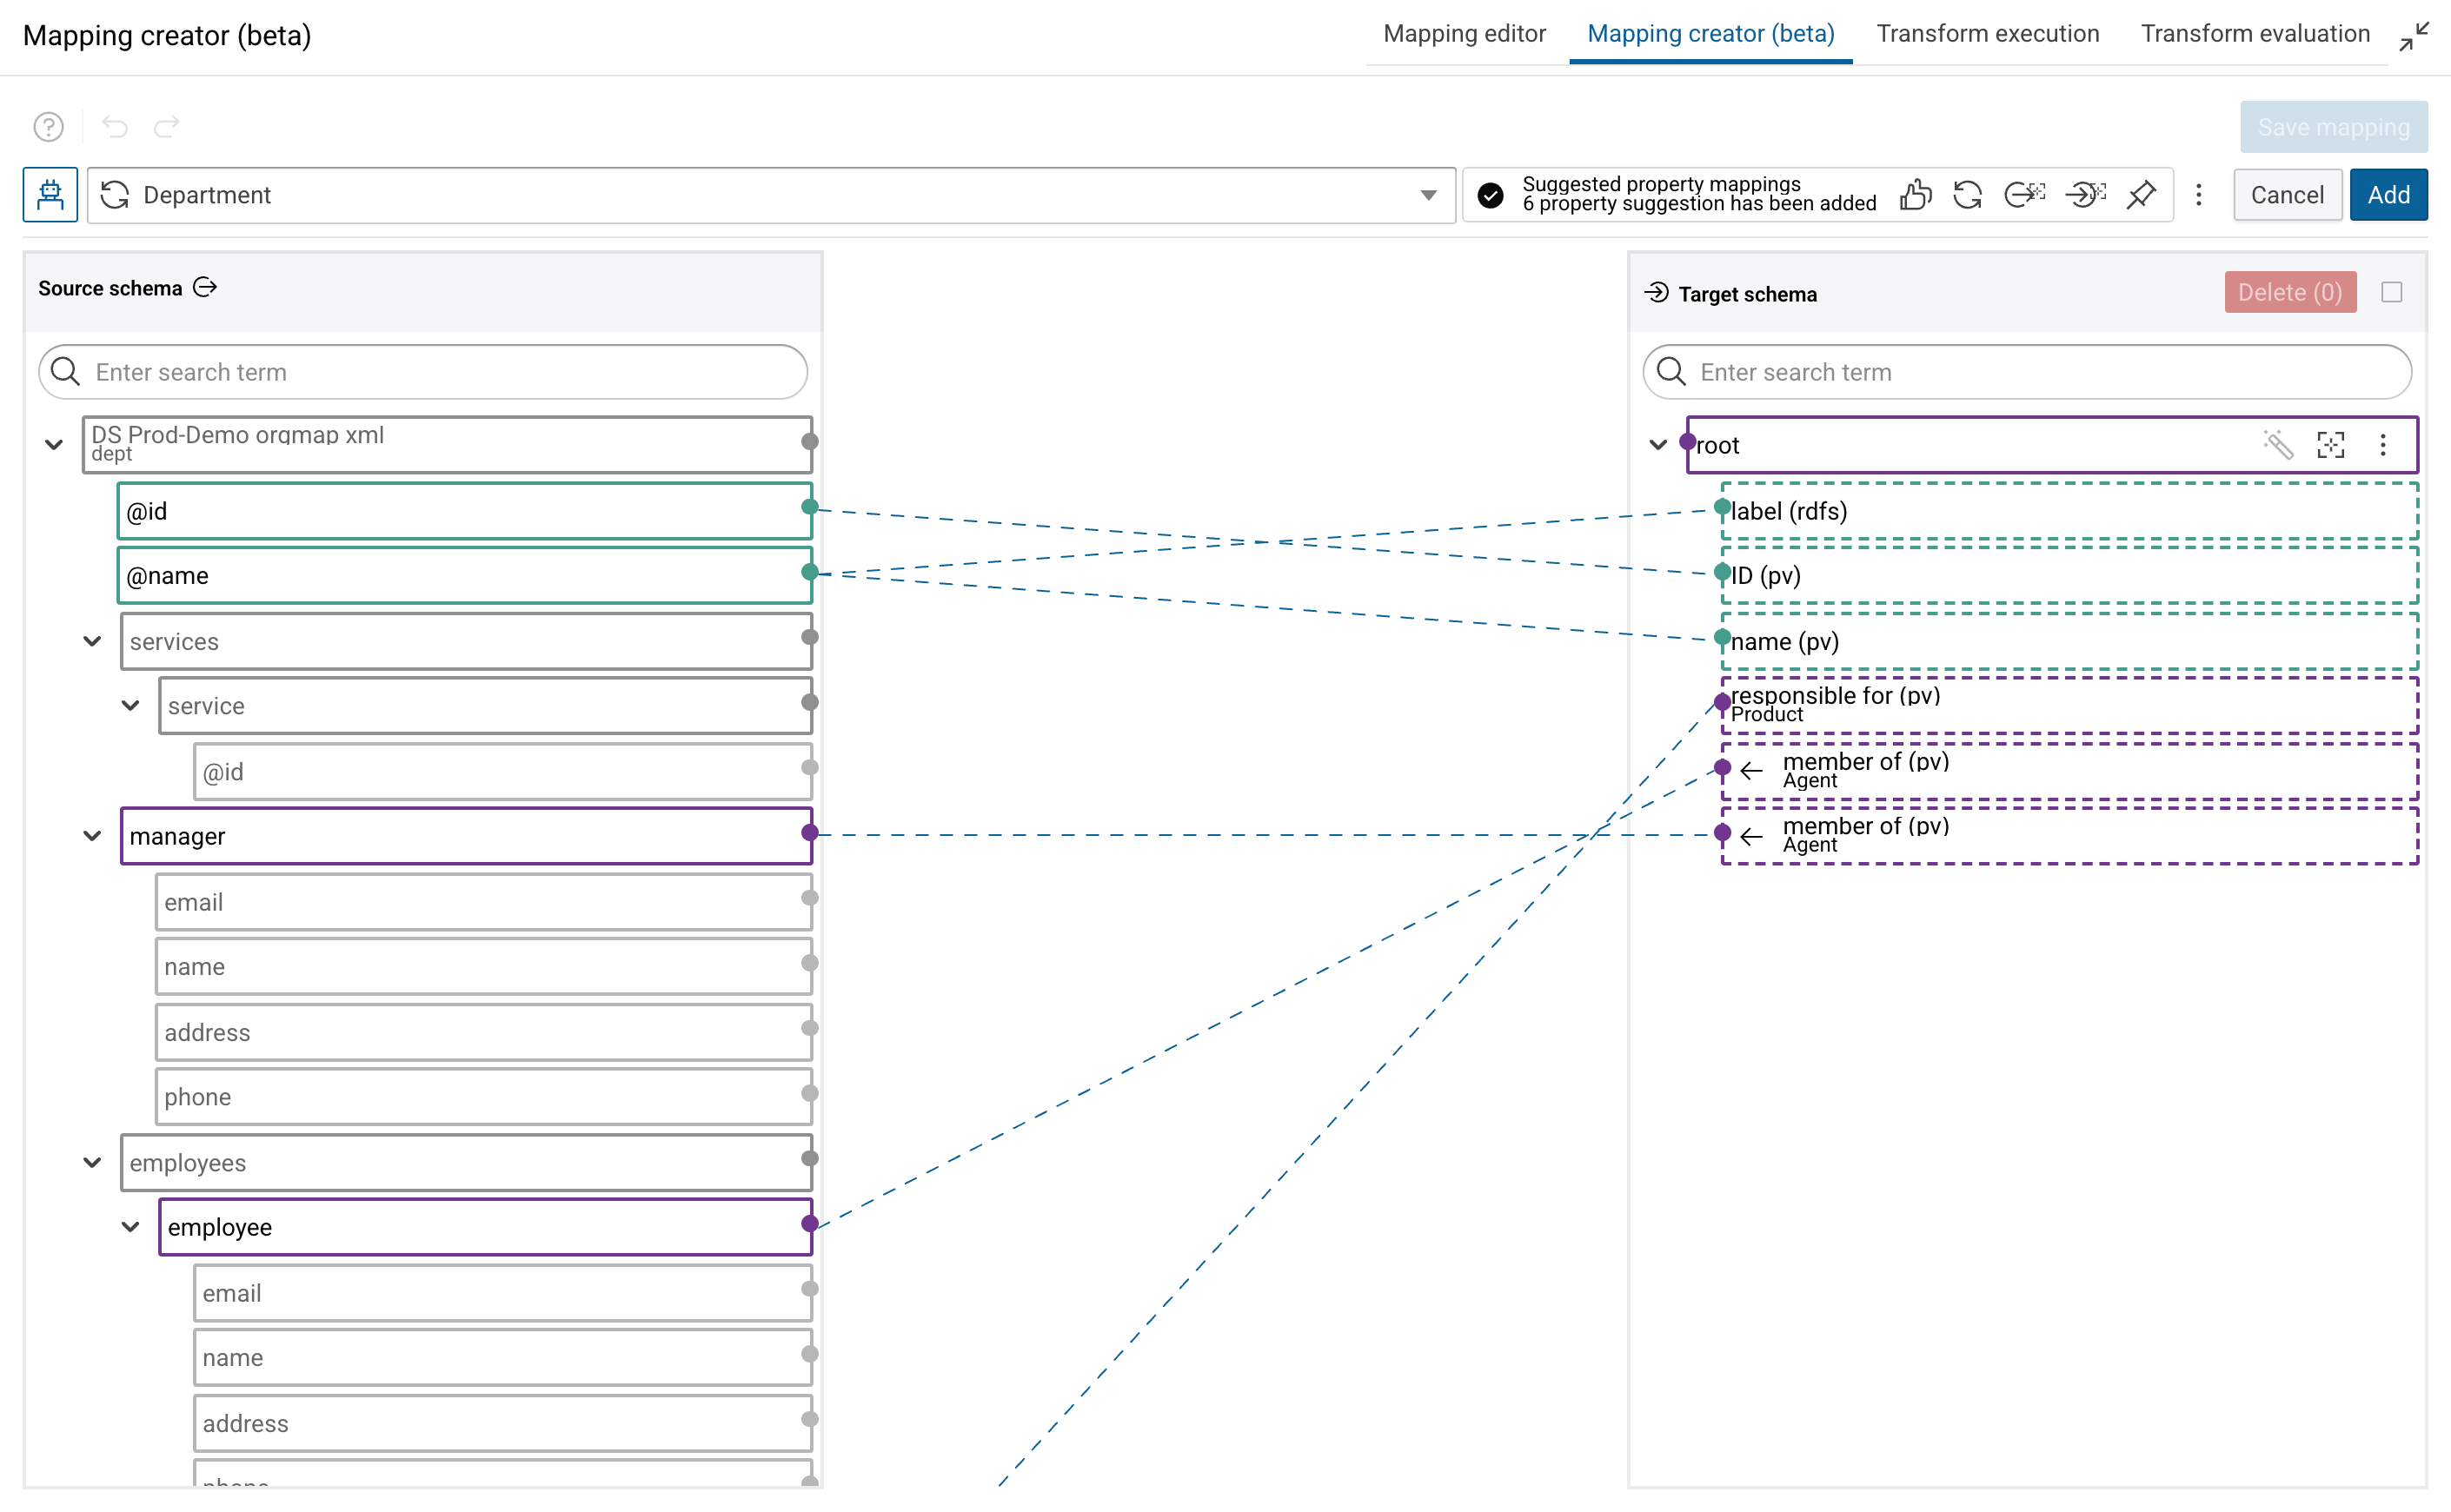 Mapping creator (beta)
Mapping editor
Mapping creator (beta)
Transform execution
Transform evaluation
Save mapping
Department
Suggested property mappings
6 property suggestion has been added
Cancel
Add
Source schema
Enter search term
DS Prod-Demo orgmap xml
dept
@id
@name
services
service
@id
manager
email
name
address
phone
employees
employee
email
name
address
phone
Target schema
Delete (0)
Enter search term
root
label (rdfs)
ID (pv)
name (pv)
responsible for (pv)
Product
member of (pv)
Agent
member of (pv)
Agent